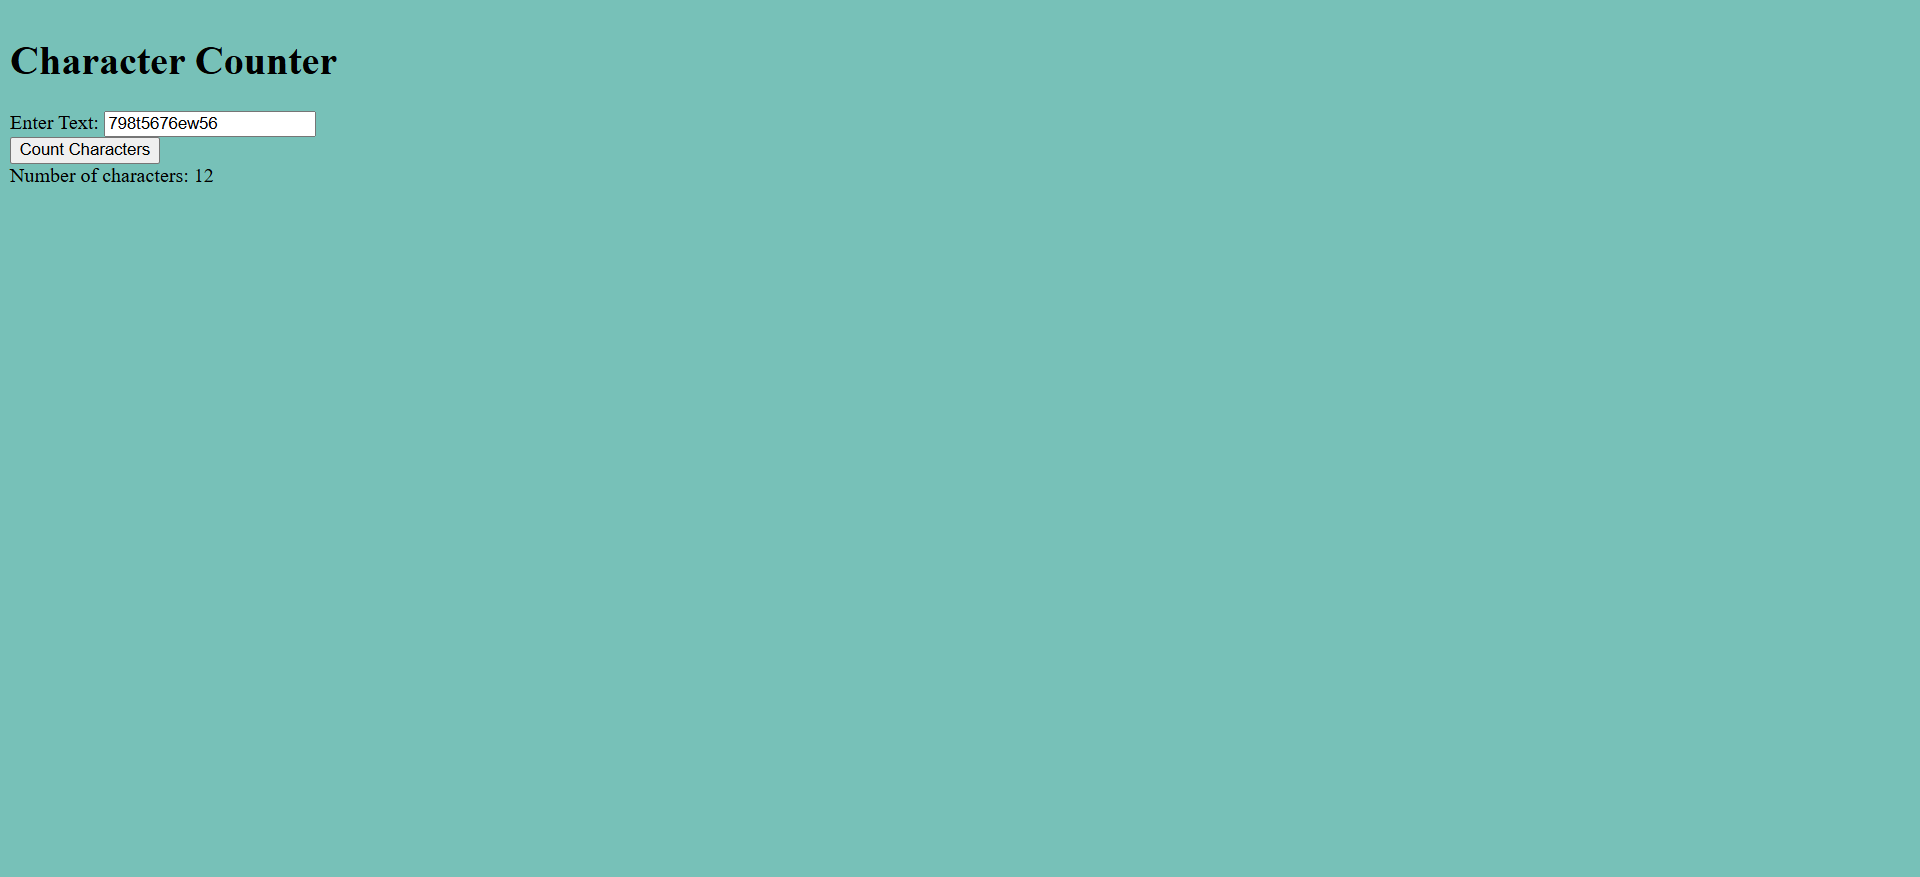 Character Counter
Enter Text: 798t5676ew56
Count Characters
Number of characters: 12